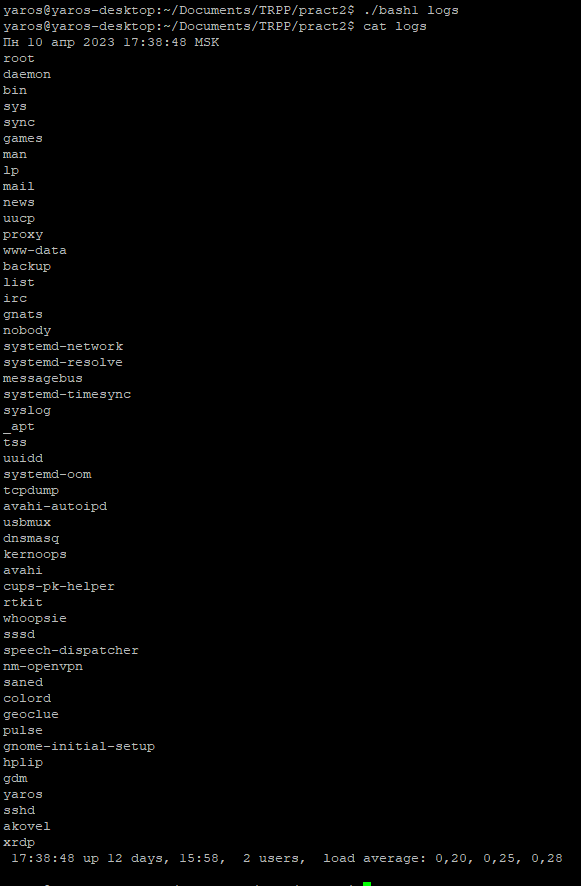 yaros@yaros-desktop:~/Documents/TRPP/pract2$ ./bash1 logs
yaros@yaros-desktop:~/Documents/TRPP/pract2$ cat logs
Пн 10 апр 2023 17:38:48 MSK
root
daemon
bin
sys
sync
games
man
lp
mail
news
uucp
proxy
www-data
backup
list
irc
gnats
nobody
systemd-network
systemd-resolve
messagebus
systemd-timesync
syslog
_apt
tss
uuidd
systemd-oom
tcpdump
avahi-autoipd
usbmux
dnsmasq
kernoops
avahi
cups-pk-helper
rtkit
whoopsie
sssd
speech-dispatcher
nm-openvpn
saned
colord
geoclue
pulse
gnome-initial-setup
hplip
gdm
yaros
sshd
akovel
xrdp
17:38:48 up 12 days, 15:58,  2 users,  load average: 0,20, 0,25, 0,28